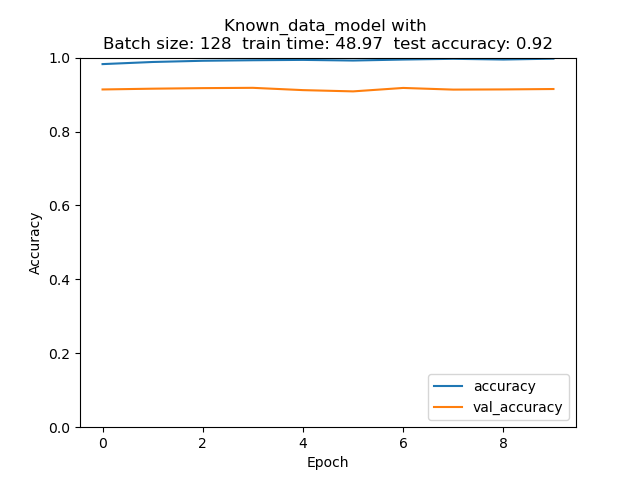 Known_data_model with
Batch size: 128  train time: 48.97  test accuracy: 0.92
1.0
0.8
0.6
0.4
0.2
0.0
Accuracy
0 2 4 6 8
Epoch
accuracy
val_accuracy